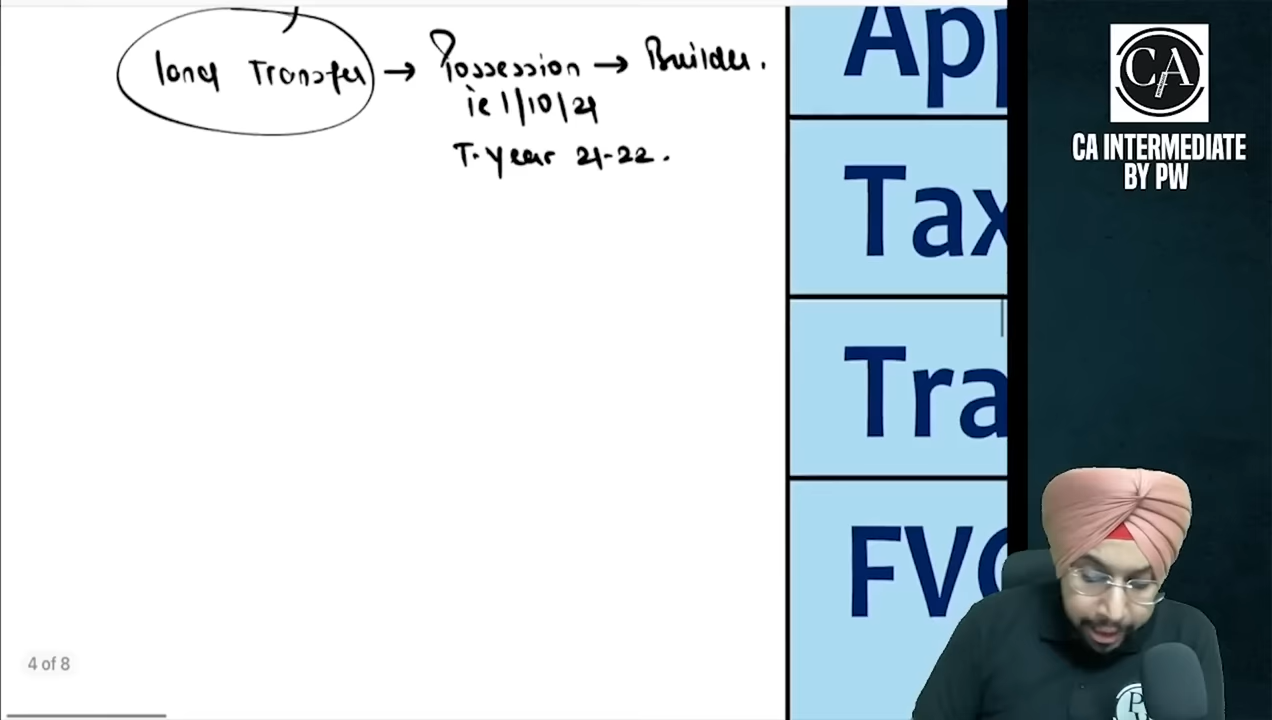 Land Transfer → Possession → Builder.
ie 1/10/21
T. year 21-22.
App
Tax
Tra
FVC
CA
CA INTERMEDIATE
BY PW
4 of 8